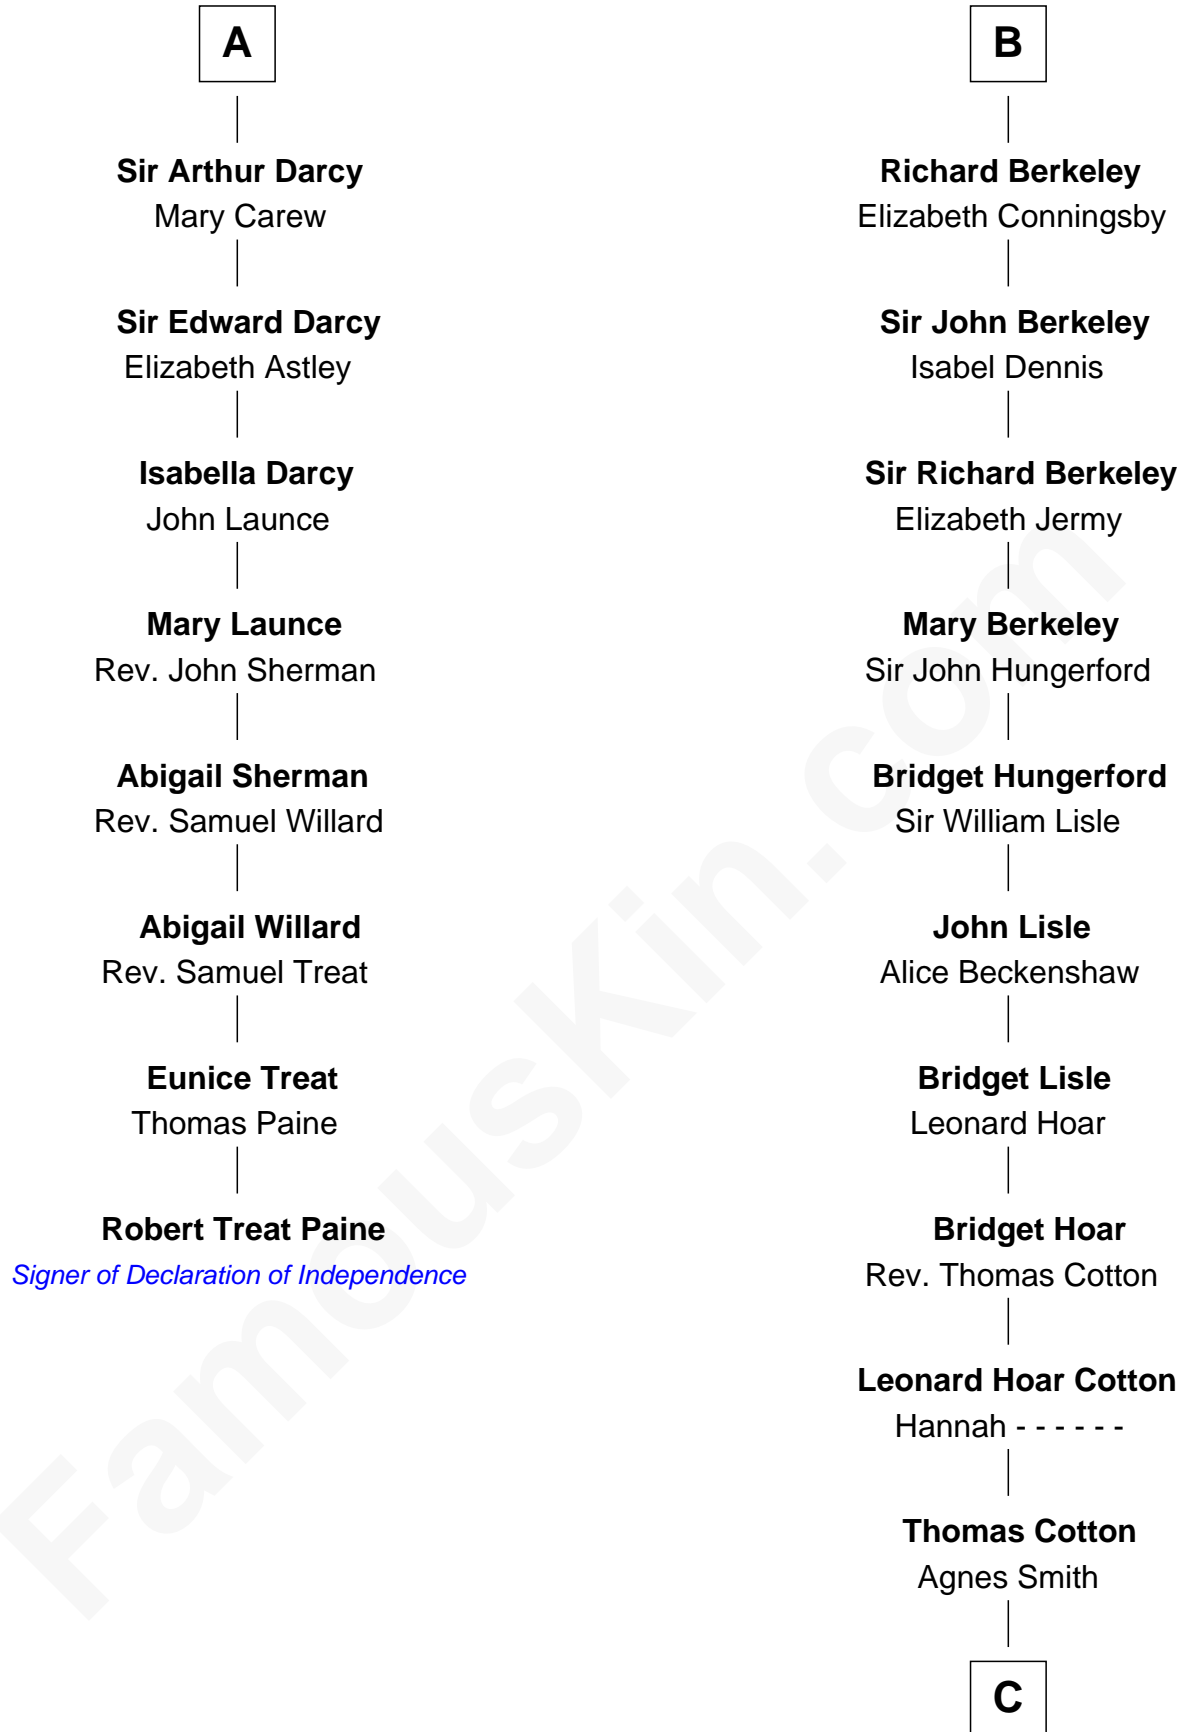 A
Sir Arthur Darcy
Mary Carew
Sir Edward Darcy
Elizabeth Astley
Isabella Darcy
John Launce
Mary Launce
Rev. John Sherman
Abigail Sherman
Rev. Samuel Willard
Abigail Willard
Rev. Samuel Treat
Eunice Treat
Thomas Paine
Robert Treat Paine
Signer of Declaration of Independence
B
Richard Berkeley
Elizabeth Conningsby
Sir John Berkeley
Isabel Dennis
Sir Richard Berkeley
Elizabeth Jermy
Mary Berkeley
Sir John Hungerford
Bridget Hungerford
Sir William Lisle
John Lisle
Alice Beckenshaw
Bridget Lisle
Leonard Hoar
Bridget Hoar
Rev. Thomas Cotton
Leonard Hoar Cotton
Hannah - - - - - -
Thomas Cotton
Agnes Smith
C
FamousKin.com